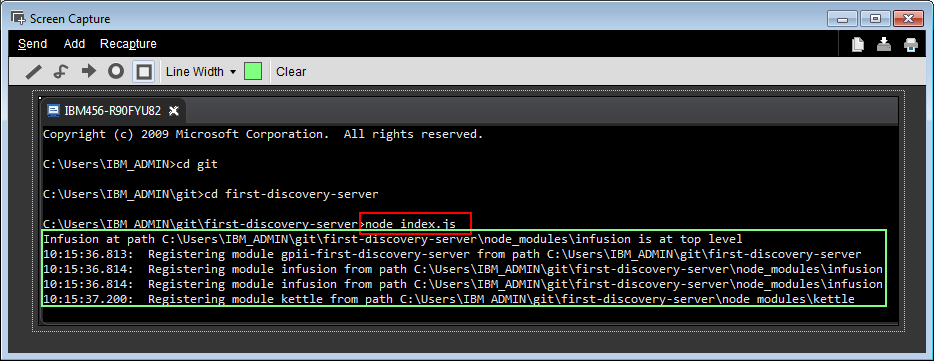 Screen Capture
Send Add Recapture
Line Width Clear
IBM456-R90FYU82
Copyright (c) 2009 Microsoft Corporation.  All rights reserved.
C:\Users\IBM_ADMIN>cd git
C:\Users\IBM_ADMIN\git>cd first-discovery-server
C:\Users\IBM_ADMIN\git\first-discovery-server>node index.js
Infusion at path C:\Users\IBM_ADMIN\git\first-discovery-server\node_modules\infusion is at top level
10:15:36.813:  Registering module gpii-first-discovery-server from path C:\Users\IBM_ADMIN\git\first-discovery-server
10:15:36.814:  Registering module infusion from path C:\Users\IBM_ADMIN\git\first-discovery-server\node_modules\infusion
10:15:36.814:  Registering module infusion from path C:\Users\IBM_ADMIN\git\first-discovery-server\node_modules\infusion
10:15:37.200:  Registering module kettle from path C:\Users\IBM_ADMIN\git\first-discovery-server\node_modules\kettle